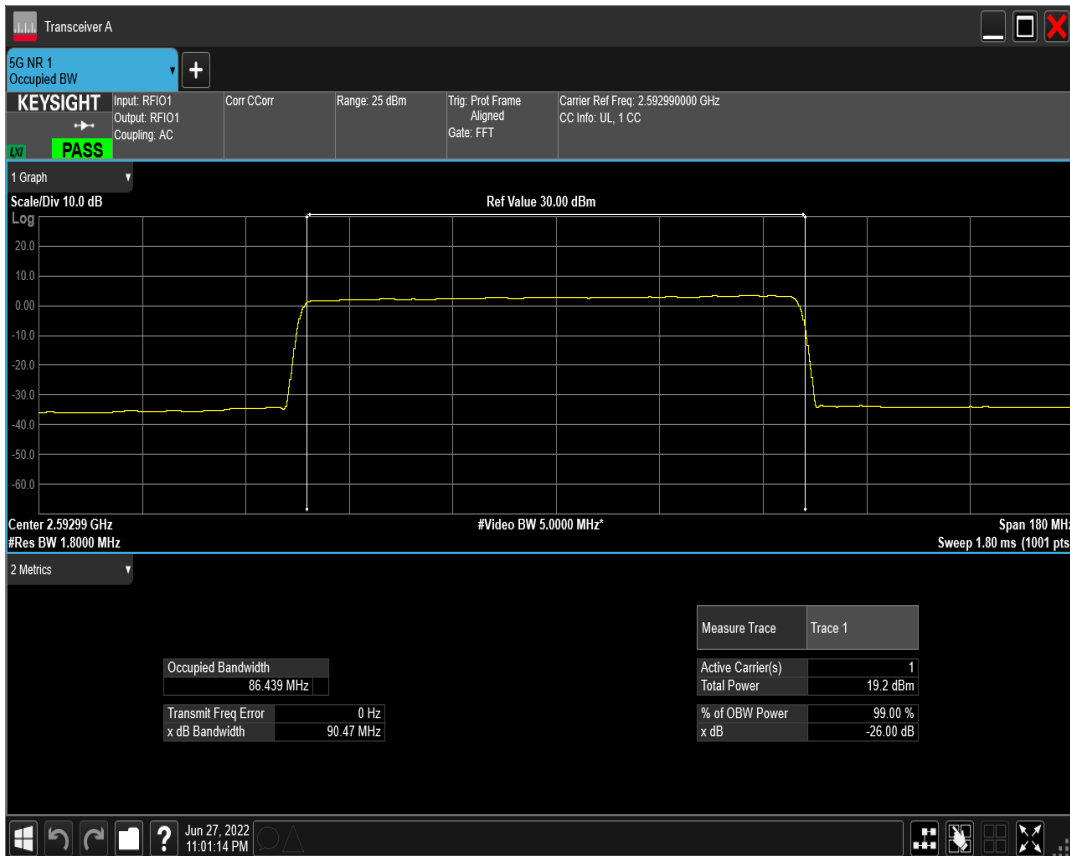 Transceiver A
5G NR 1
Occupied BW
KEYSIGHT
LXI
PASS
Input: RFIO1
Output: RFIO1
Coupling: AC
Corr CCorr
Range: 25 dBm
Trig: Prot Frame
Aligned
Gate: FFT
Carrier Ref Freq: 2.592990000 GHz
CC Info: UL, 1 CC
1 Graph
Scale/Div 10.0 dB
Ref Value 30.00 dBm
Log
20.0
10.0
0.00
-10.0
-20.0
-30.0
-40.0
-50.0
-60.0
Center 2.59299 GHz
#Video BW 5.0000 MHz*
Span 180 MHz
#Res BW 1.8000 MHz
Sweep 1.80 ms (1001 pts
2 Metrics
Measure Trace Trace 1
Occupied Bandwidth
86.439 MHz
Active Carrier(s) 1
Total Power 19.2 dBm
Transmit Freq Error 0 Hz
x dB Bandwidth 90.47 MHz
% of OBW Power 99.00 %
x dB -26.00 dB
?
Jun 27, 2022
11:01:14 PM